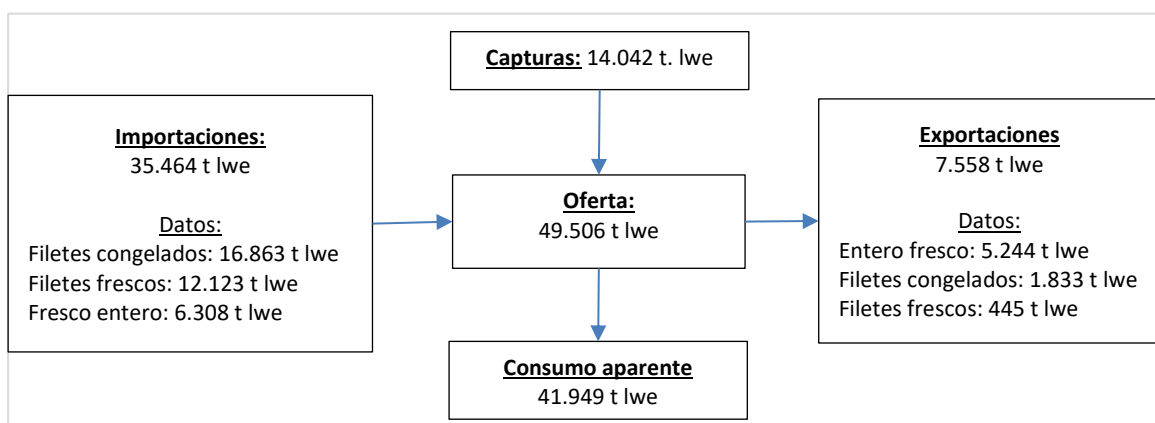 Capturas: 14.042 t. lwe
Importaciones:
35.464 t lwe
Datos:
Filetes congelados: 16.863 t lwe
Filetes frescos: 12.123 t lwe
Fresco entero: 6.308 t lwe
Oferta:
49.506 t lwe
Exportaciones
7.558 t lwe
Datos:
Entero fresco: 5.244 t lwe
Filetes congelados: 1.833 t lwe
Filetes frescos: 445 t lwe
Consumo aparente
41.949 t lwe